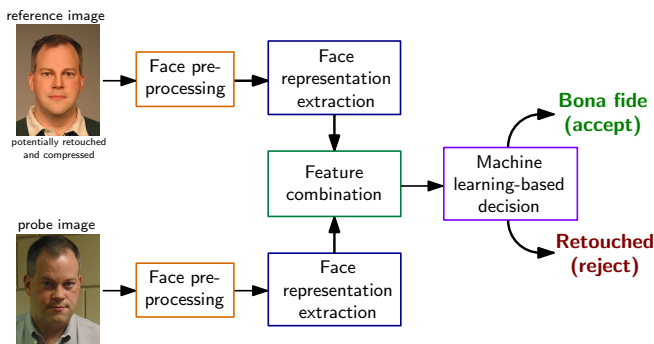 reference image
potentially retouched
and compressed
Face pre-
processing
Face
representation
extraction
Feature
combination
Machine
learning-based
decision
Bona fide
(accept)
Retouched
(reject)
probe image
Face pre-
processing
Face
representation
extraction